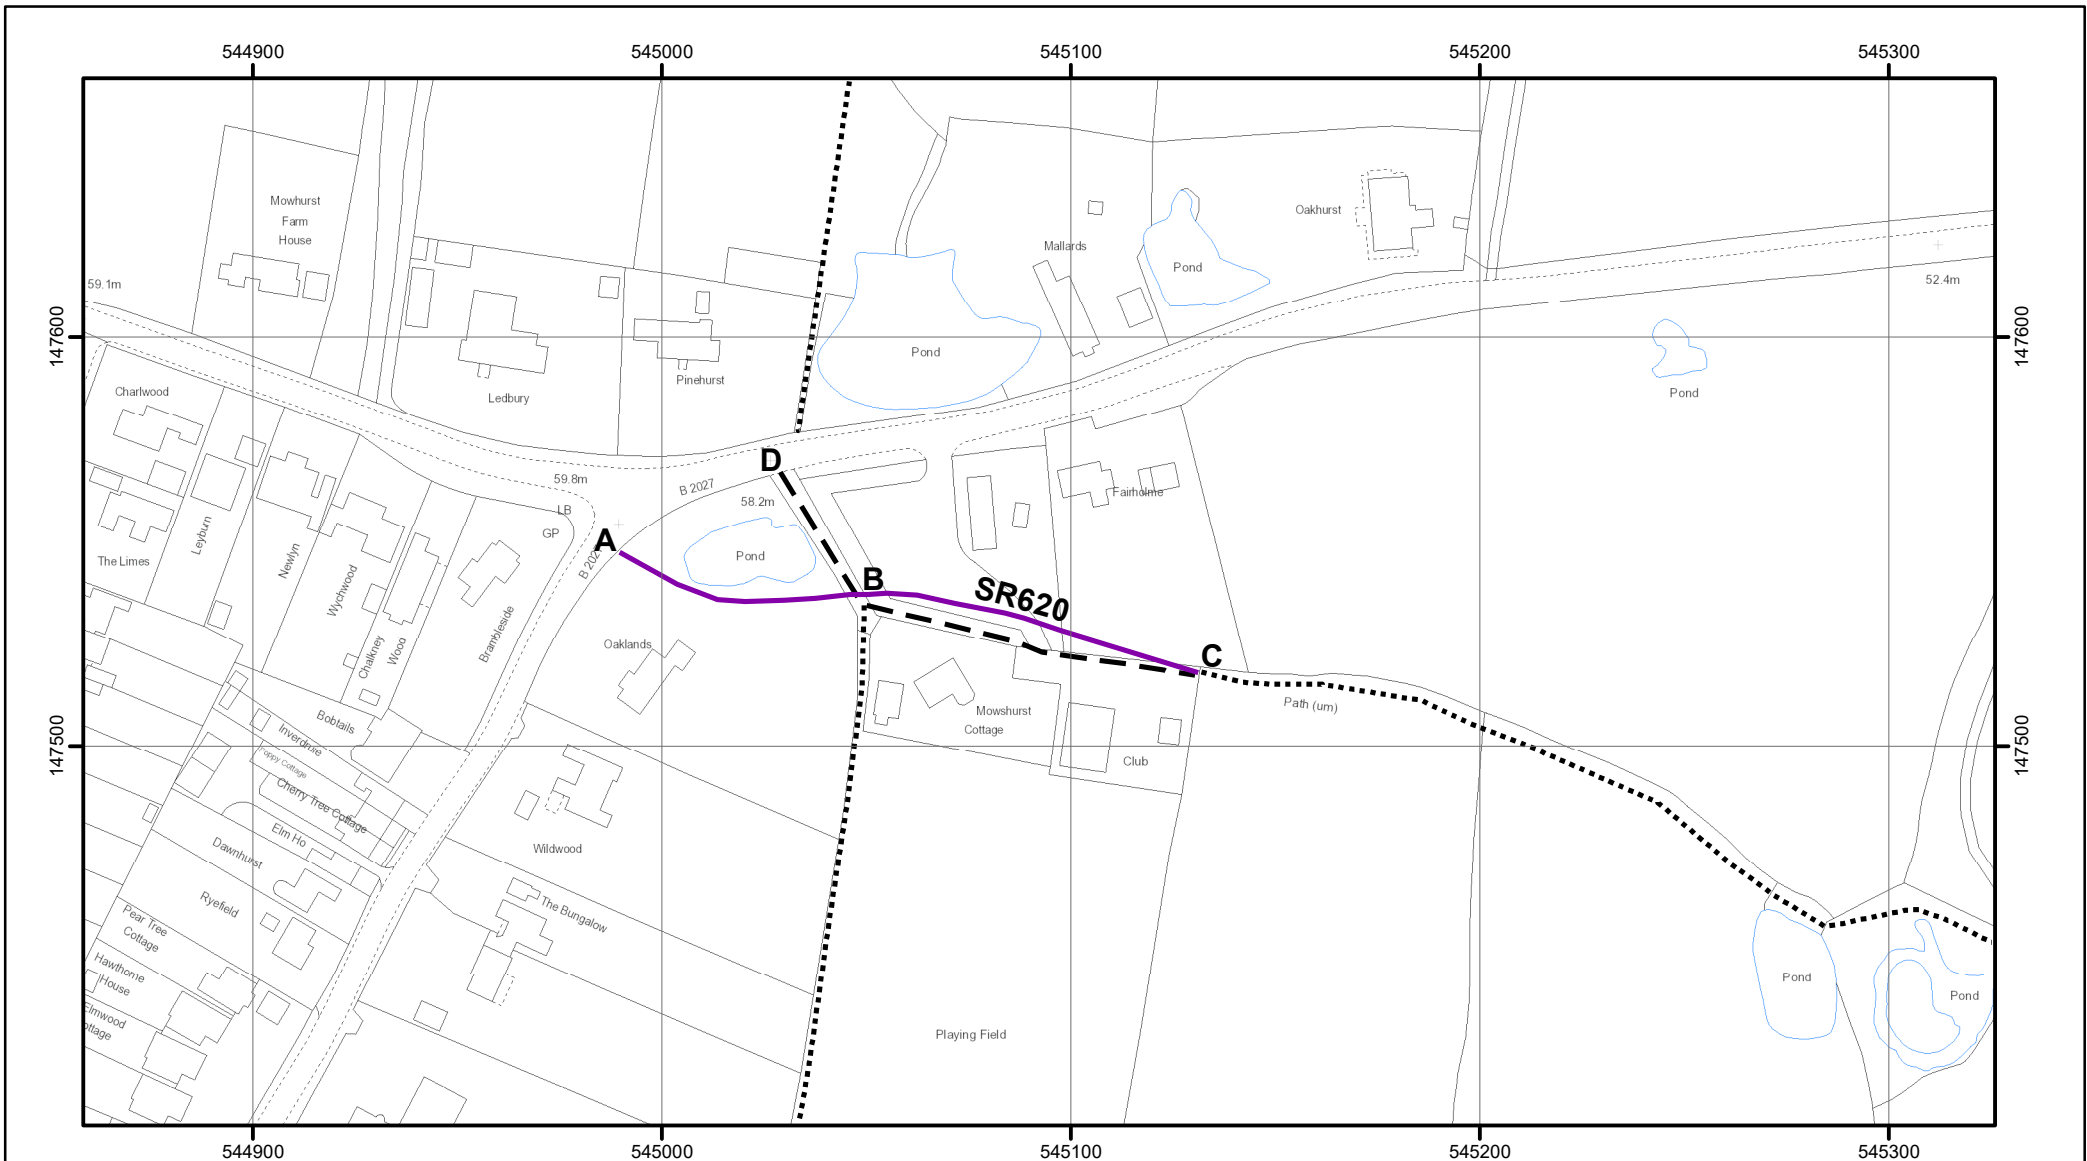 544900
545000
545100
545200
545300
Mowhurst
Farm
House
59.1m
147600
147600
Oakhurst
Mallards
Pond
52.4m
Pond
Pinehurst
Ledbury
Charlwood
Pond
D
59.8m
B 2027
58.2m
LB
GP
A
Pond
B
SR620
Fairholme
The Limes
Leyburn
Newlyn
Wychwood
Chalkney
Wood
Brambleside
Oaklands
C
Path (um)
Mowshurst
Cottage
Club
147500
147500
Bobtails
Inverdruie
Poppy Cottage
Cherry Tree Cottage
Elm Ho
Dawnhurst
Ryefield
Wildwood
The Bungalow
Pear Tree
Cottage
Hawthorne
House
Elmwood
ottage
Playing Field
Pond
Pond
544900
545000
545100
545200
545300